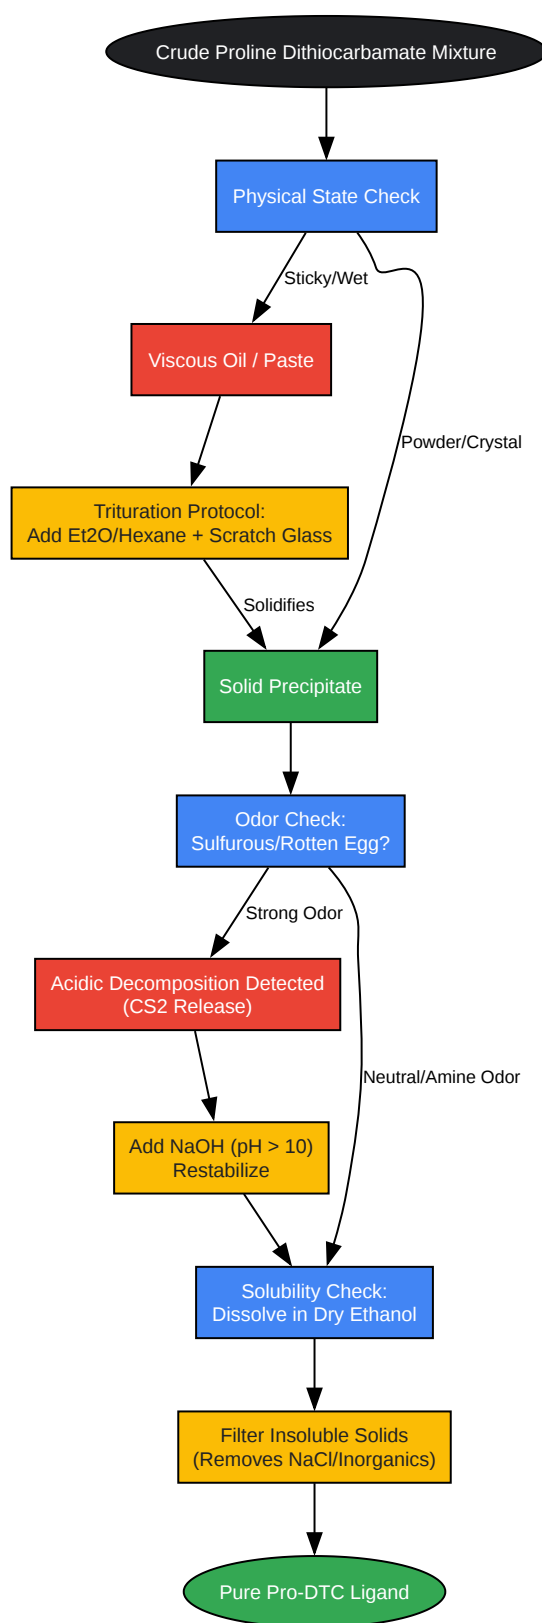 Crude Proline Dithiocarbamate Mixture
Physical State Check
Sticky/Wet
Viscous Oil / Paste
Powder/Crystal
Trituration Protocol:
Add Et2O/Hexane + Scratch Glass
Solidifies
Solid Precipitate
Odor Check:
Sulfurous/Rotten Egg?
Strong Odor
Acidic Decomposition Detected
(CS2 Release)
Neutral/Amine Odor
Add NaOH (pH > 10)
Restabilize
Solubility Check:
Dissolve in Dry Ethanol
Filter Insoluble Solids
(Removes NaCl/Inorganics)
Pure Pro-DTC Ligand